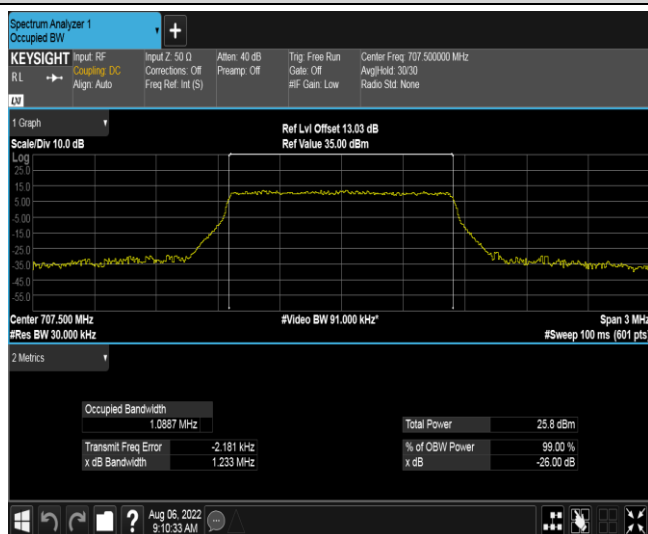 Spectrum Analyzer 1
Occupied BW
▼
+
KEYSIGHT Input: RF Input Z: 50 Ω Atten: 40 dB Trig: Free Run Center Freq: 707.500000 MHz
RL Coupling: DC Corrections: Off Preamp: Off Gate: Off Avg|Hold: 30/30
Align: Auto Freq Ref: Int (S) #IF Gain: Low Radio Std: None
LXI
1 Graph ▼
Ref Lvl Offset 13.03 dB
Scale/Div 10.0 dB Ref Value 35.00 dBm
Log
25.0
15.0
5.00
-5.00
-15.0
-25.0
-35.0
-45.0
-55.0
Center 707.500 MHz #Video BW 91.000 kHz* Span 3 MHz
#Res BW 30.000 kHz #Sweep 100 ms (601 pts)
2 Metrics ▼
Occupied Bandwidth
1.0887 MHz Total Power 25.8 dBm
Transmit Freq Error -2.181 kHz % of OBW Power 99.00 %
x dB Bandwidth 1.233 MHz x dB -26.00 dB
? Aug 06, 2022
9:10:33 AM